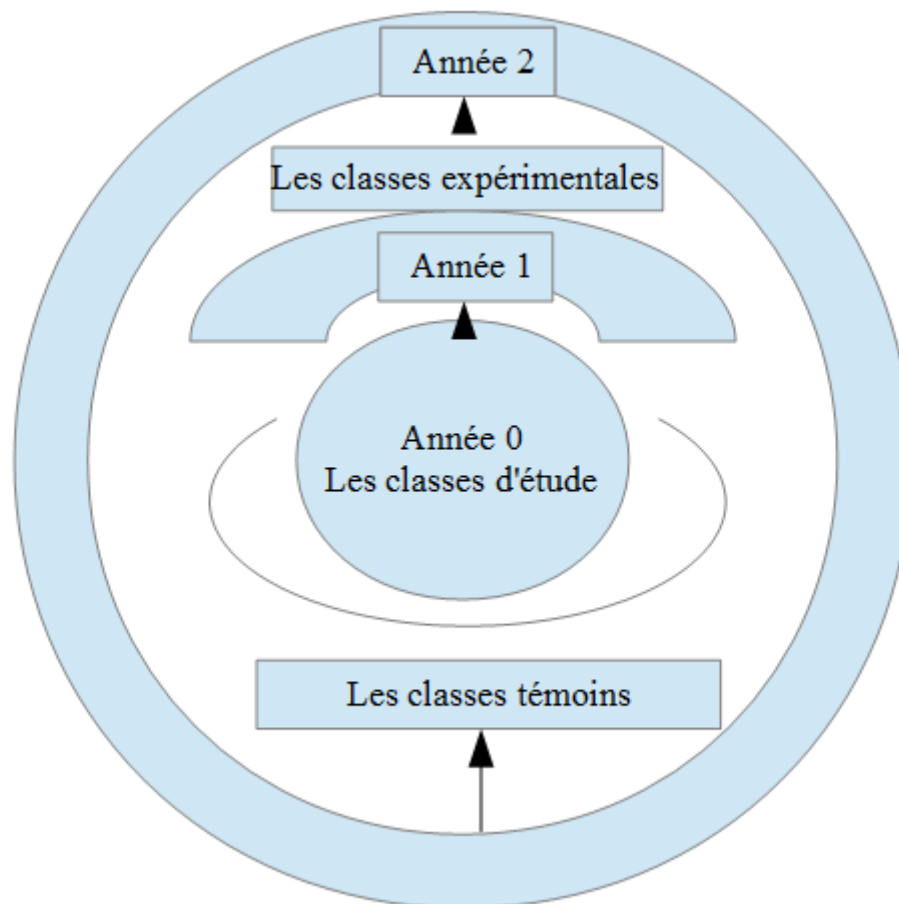 Année 2
Les classes expérimentales
Année 1
Année 0
Les classes d'étude
Les classes témoins